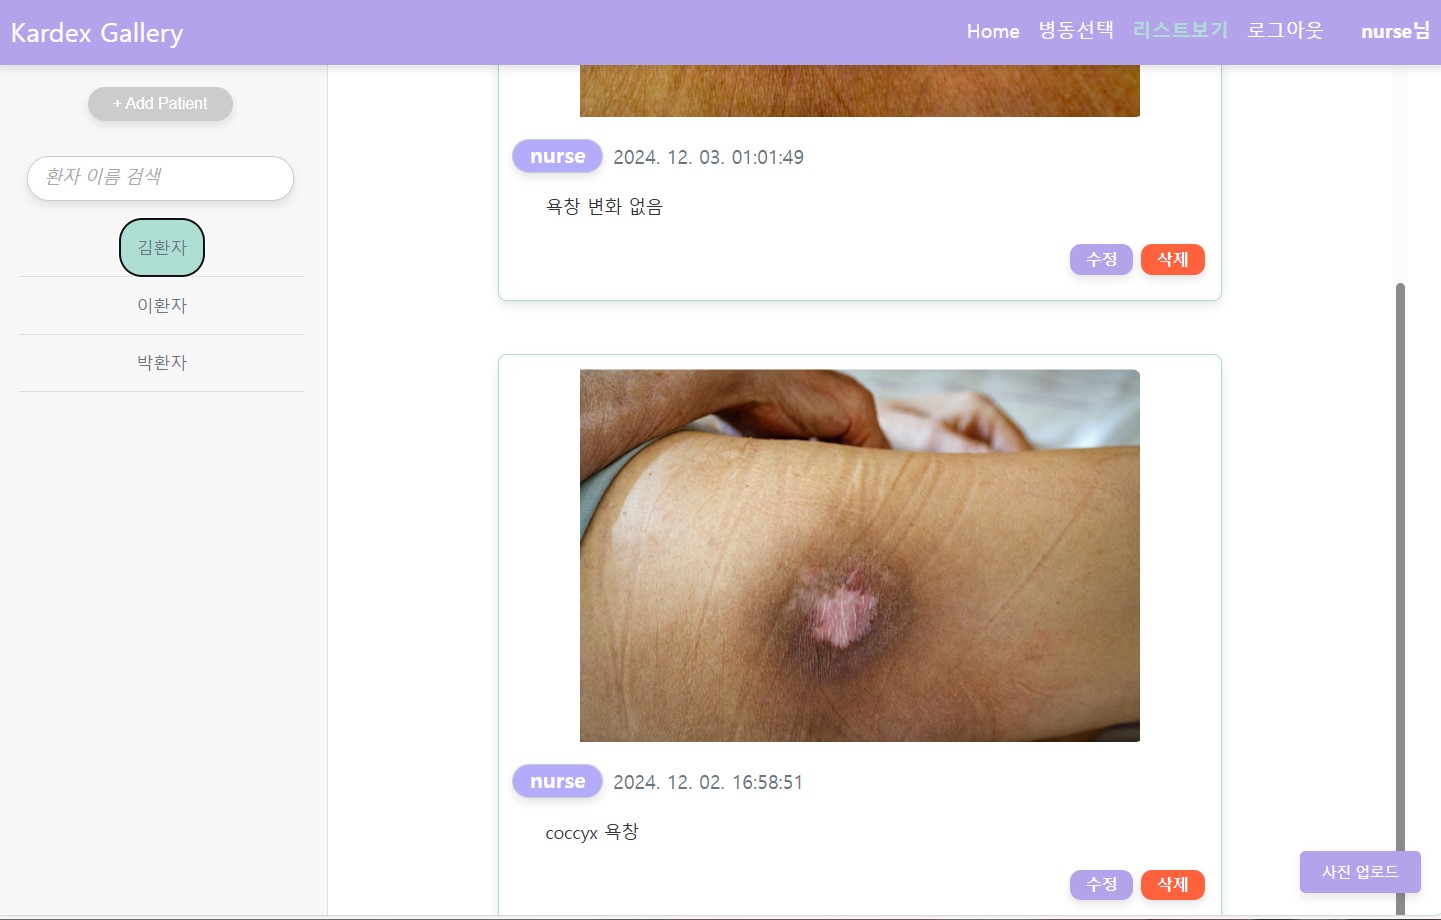 Kardex Gallery
Home 병동선택 리스트보기 로그아웃 nurse님
+ Add Patient
환자 이름 검색
김환자
이환자
박환자
nurse 2024. 12. 03. 01:01:49
욕창 변화 없음
수정 삭제
nurse 2024. 12. 02. 16:58:51
coccyx 욕창
수정 삭제
사진 업로드